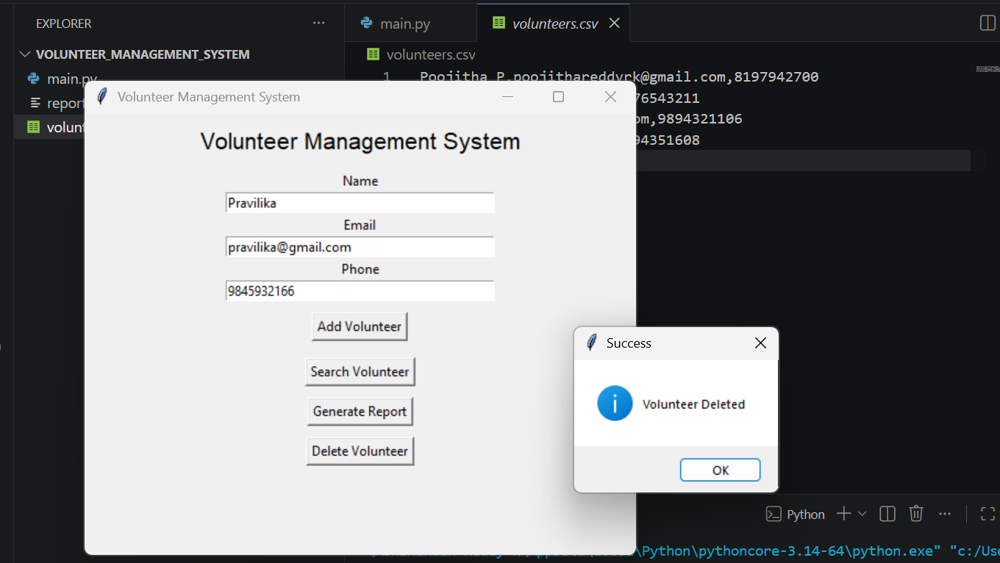 EXPLORER
main.py
volunteers.csv
VOLUNTEER_MANAGEMENT_SYSTEM
volunteers.csv
main.py
1 Poojitha P,poojithareddyrk@gmail.com,8197942700
76543211
om,9894321106
94351608
report
volunt
Volunteer Management System
Volunteer Management System
Name
Pravilika
Email
pravilika@gmail.com
Phone
9845932166
Add Volunteer
Search Volunteer
Generate Report
Delete Volunteer
Success
Volunteer Deleted
OK
Python
\Python\pythoncore-3.14-64\python.exe" "c:/Use